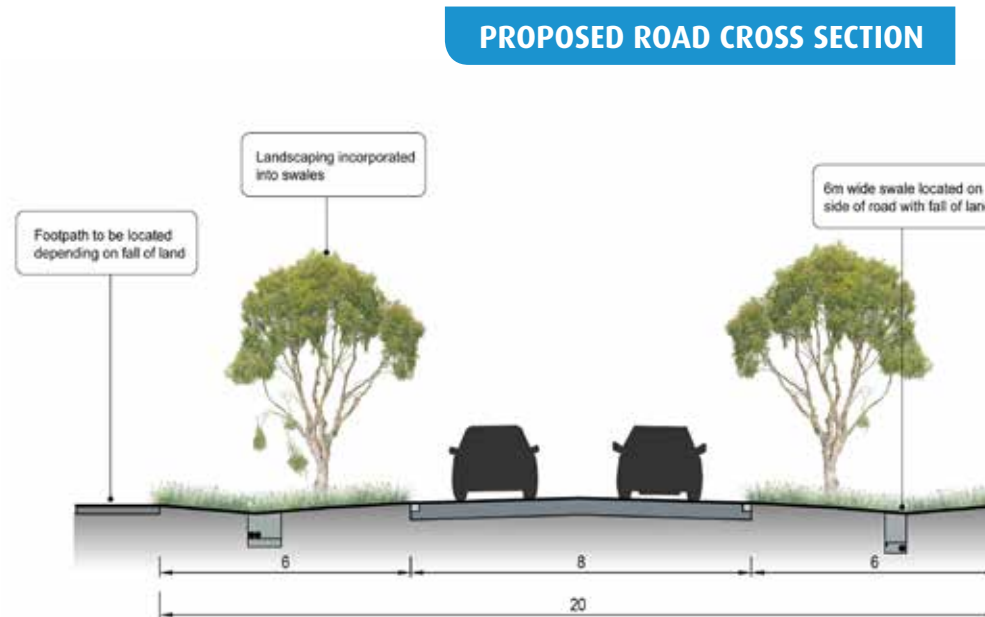 PROPOSED ROAD CROSS SECTION
Landscaping incorporated
into swales
6m wide swale located on
side of road with fall of land
Footpath to be located
depending on fall of land
6
8
6
20